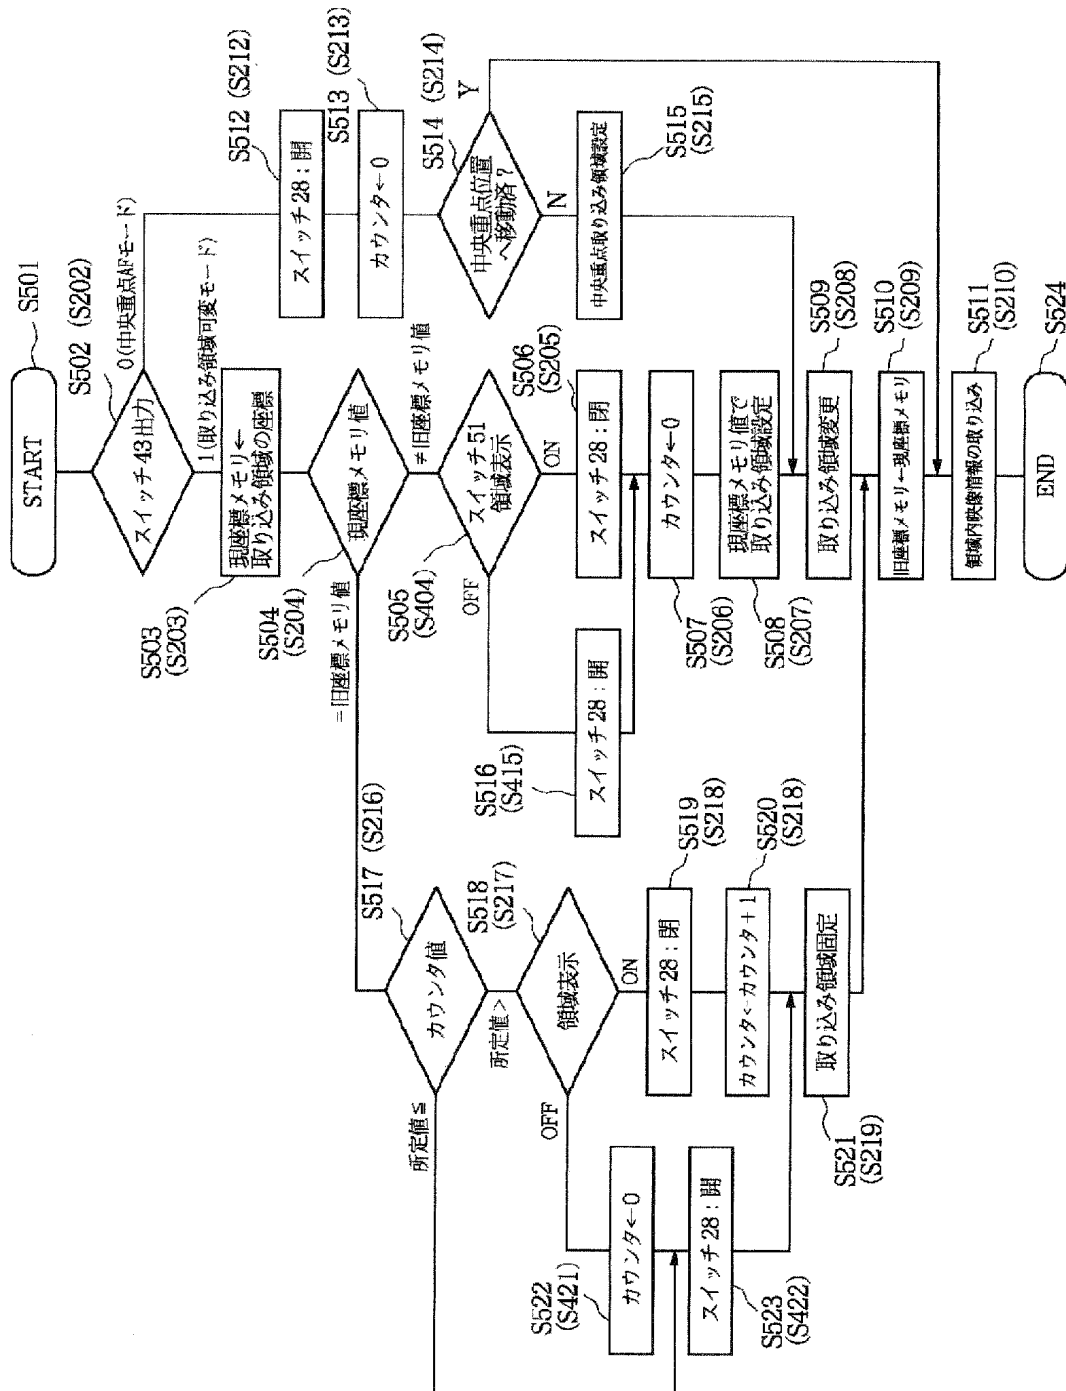 START
S501
スイッチ43出力
S502 (S202)
0(中央重点AFモード)
1(取り込み領域可変モード)
現座標メモリ←
取り込み領域の座標
S503
(S203)
現座標メモリ値
S504
(S204)
=旧座標メモリ値
≠旧座標メモリ値
スイッチ51
領域表示
S505
(S404)
OFF
ON
スイッチ28:閉
S506
(S205)
カウンタ←0
S507
(S206)
現座標メモリ値で
取り込み領域設定
S508
(S207)
取り込み領域変更
S509
(S208)
旧座標メモリ←現座標メモリ
S510
(S209)
領域内映像情報の取り込み
S511
(S210)
END
S524
スイッチ28:開
S512 (S212)
カウンタ←0
S513 (S213)
中央重点位置
へ移動済?
S514 (S214)
Y
N
中央重点取り込み領域設定
S515
(S215)
スイッチ28:開
S516
(S415)
カウンタ値
S517 (S216)
所定値≦
所定値>
領域表示
S518
(S217)
OFF
ON
スイッチ28:閉
S519
(S218)
カウンタ←カウンタ+1
S520
(S218)
取り込み領域固定
S521
(S219)
カウンタ←0
S522
(S421)
スイッチ28:開
S523
(S422)